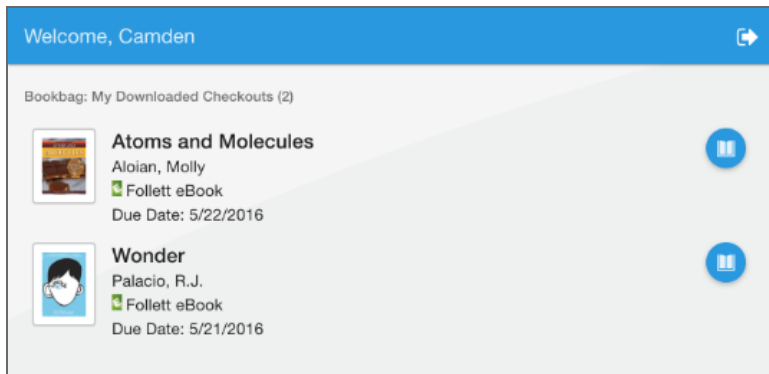 Welcome, Camden
Bookbag: My Downloaded Checkouts (2)
Atoms and Molecules
Aloian, Molly
Follett eBook
Due Date: 5/22/2016
Wonder
Palacio, R.J.
Follett eBook
Due Date: 5/21/2016